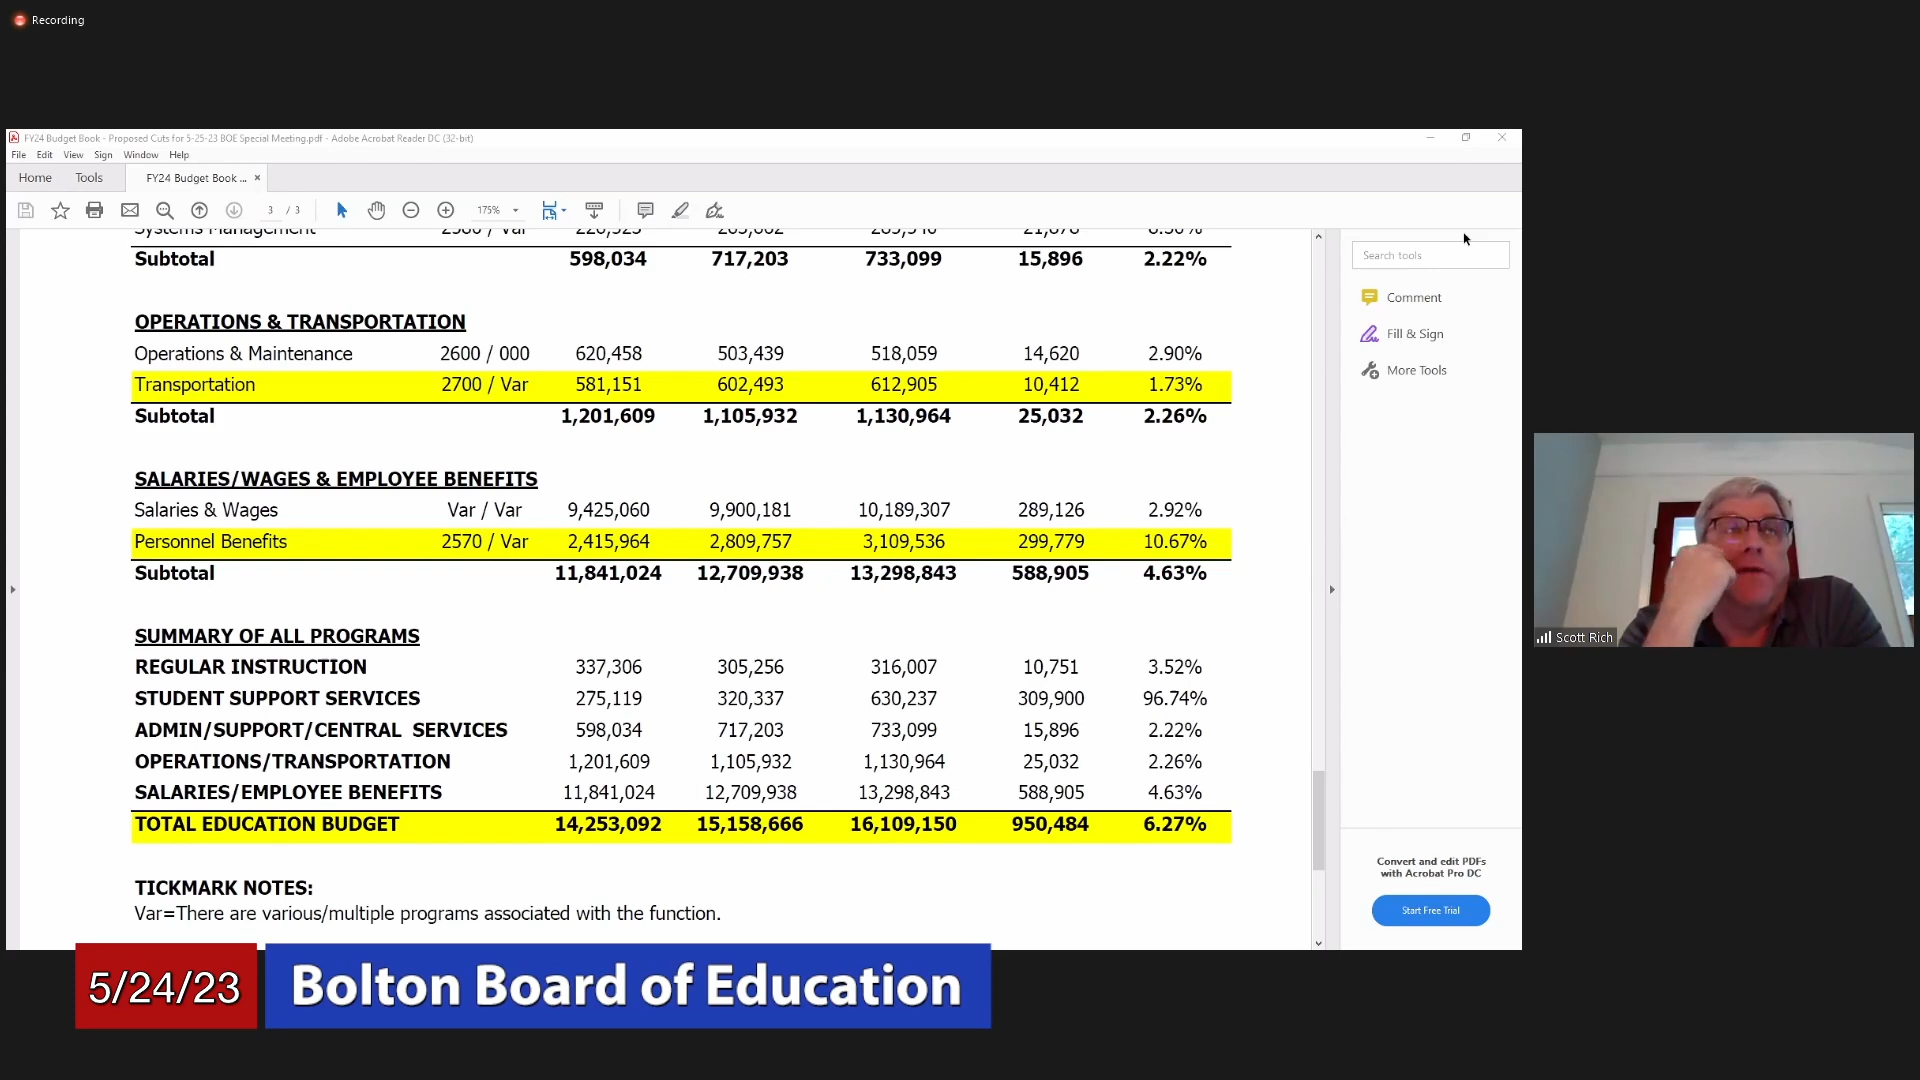 Recording
FY24 Budget Book - Proposed Cuts for 5-25-23 BOE Special Meeting.pdf - Adobe Acrobat Reader DC (32-bit)
File Edit View Sign Window Help
Home Tools FY24 Budget Book ... ×
3 / 3 175%
Systems Management 2580 / Var
Subtotal 598,034 717,203 733,099 15,896 2.22%
OPERATIONS & TRANSPORTATION
Operations & Maintenance 2600 / 000 620,458 503,439 518,059 14,620 2.90%
Transportation 2700 / Var 581,151 602,493 612,905 10,412 1.73%
Subtotal 1,201,609 1,105,932 1,130,964 25,032 2.26%
SALARIES/WAGES & EMPLOYEE BENEFITS
Salaries & Wages Var / Var 9,425,060 9,900,181 10,189,307 289,126 2.92%
Personnel Benefits 2570 / Var 2,415,964 2,809,757 3,109,536 299,779 10.67%
Subtotal 11,841,024 12,709,938 13,298,843 588,905 4.63%
SUMMARY OF ALL PROGRAMS
REGULAR INSTRUCTION 337,306 305,256 316,007 10,751 3.52%
STUDENT SUPPORT SERVICES 275,119 320,337 630,237 309,900 96.74%
ADMIN/SUPPORT/CENTRAL SERVICES 598,034 717,203 733,099 15,896 2.22%
OPERATIONS/TRANSPORTATION 1,201,609 1,105,932 1,130,964 25,032 2.26%
SALARIES/EMPLOYEE BENEFITS 11,841,024 12,709,938 13,298,843 588,905 4.63%
TOTAL EDUCATION BUDGET 14,253,092 15,158,666 16,109,150 950,484 6.27%
TICKMARK NOTES:
Var=There are various/multiple programs associated with the function.
Search tools
Comment
Fill & Sign
More Tools
Convert and edit PDFs
with Acrobat Pro DC
Start Free Trial
Scott Rich
5/24/23 Bolton Board of Education